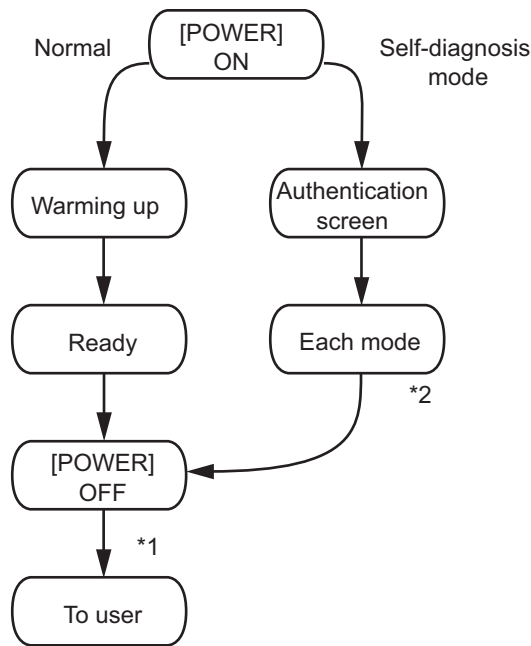 [POWER]
ON
Normal
Self-diagnosis
mode
Warming up
Authentication
screen
Ready
Each mode
*2
[POWER]
OFF
*1
To user